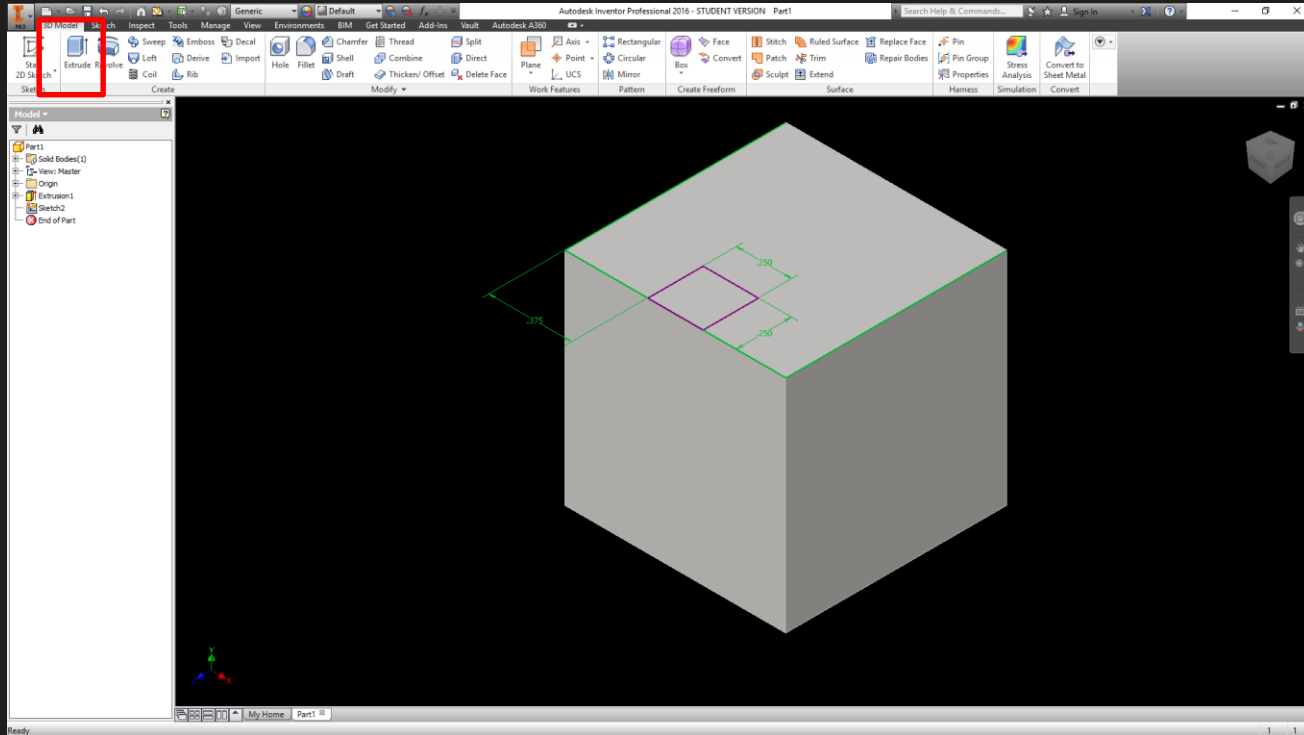 Generic Default Autodesk Inventor Professional 2016 - STUDENT VERSION Part1 Search Help & Commands... Sign In
PRO 3D Model Sketch Inspect Tools Manage View Environments BIM Get Started Add-Ins Vault Autodesk A360
Sweep Emboss Decal Chamfer Thread Split Axis Rectangular Face Stitch Ruled Surface Replace Face Pin
Extrude Revolve Loft Derive Import Hole Fillet Shell Combine Direct Plane Point Circular Box Convert Patch Trim Repair Bodies Pin Group Stress Analysis Convert to Sheet Metal
2D Sketch Coil Rib Draft Thicken/ Offset Delete Face UCS Mirror Sculpt Extend Properties
Sketch Create Modify Work Features Pattern Create Freeform Surface Harness Simulation Convert
Model
Part1
Solid Bodies(1)
View: Master
Origin
Extrusion1
Sketch2
End of Part
.250
.375
.250
Y
Z
X
My Home Part1
Ready 1 1